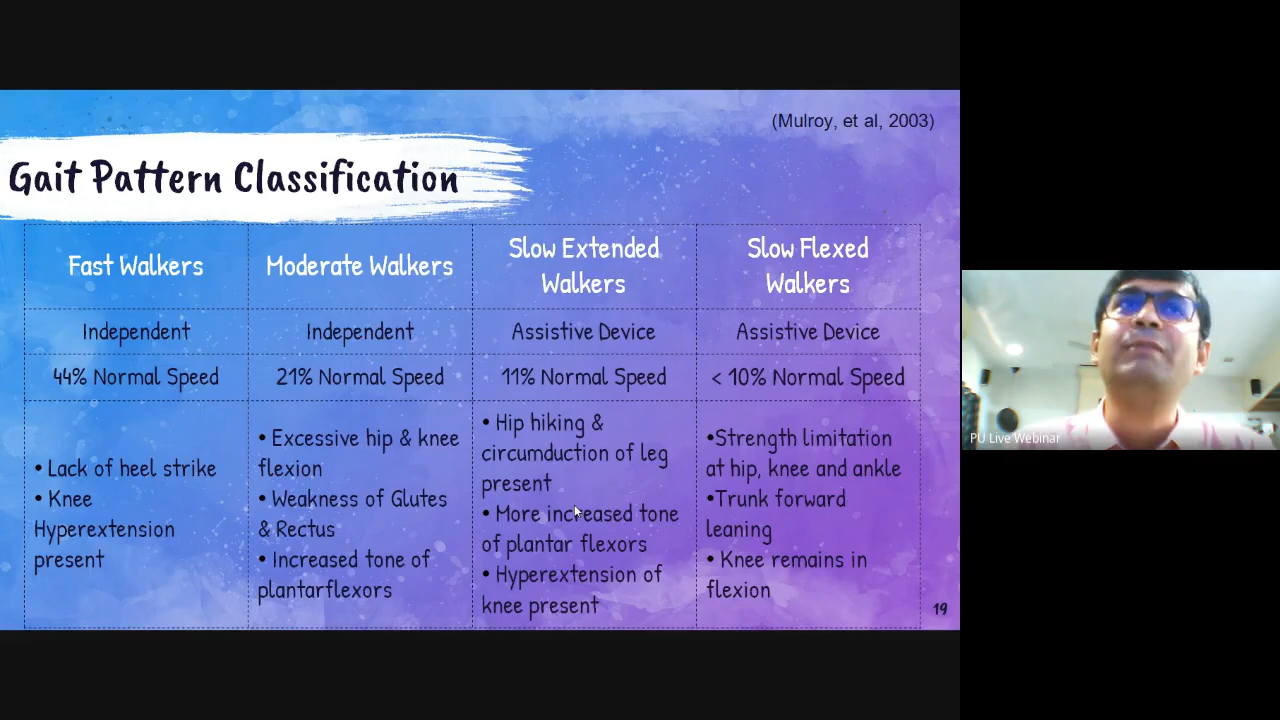 (Mulroy, et al, 2003)
Gait Pattern Classification
Fast Walkers
Moderate Walkers
Slow Extended
Walkers
Slow Flexed
Walkers
Independent
Independent
Assistive Device
Assistive Device
44% Normal Speed
21% Normal Speed
11% Normal Speed
< 10% Normal Speed
• Lack of heel strike
• Knee
Hyperextension
present
• Excessive hip & knee
flexion
• Weakness of Glutes
& Rectus
• Increased tone of
plantarflexors
• Hip hiking &
circumduction of leg
present
• More increased tone
of plantar flexors
• Hyperextension of
knee present
•Strength limitation
at hip, knee and ankle
•Trunk forward
leaning
• Knee remains in
flexion
19
PU Live Webinar